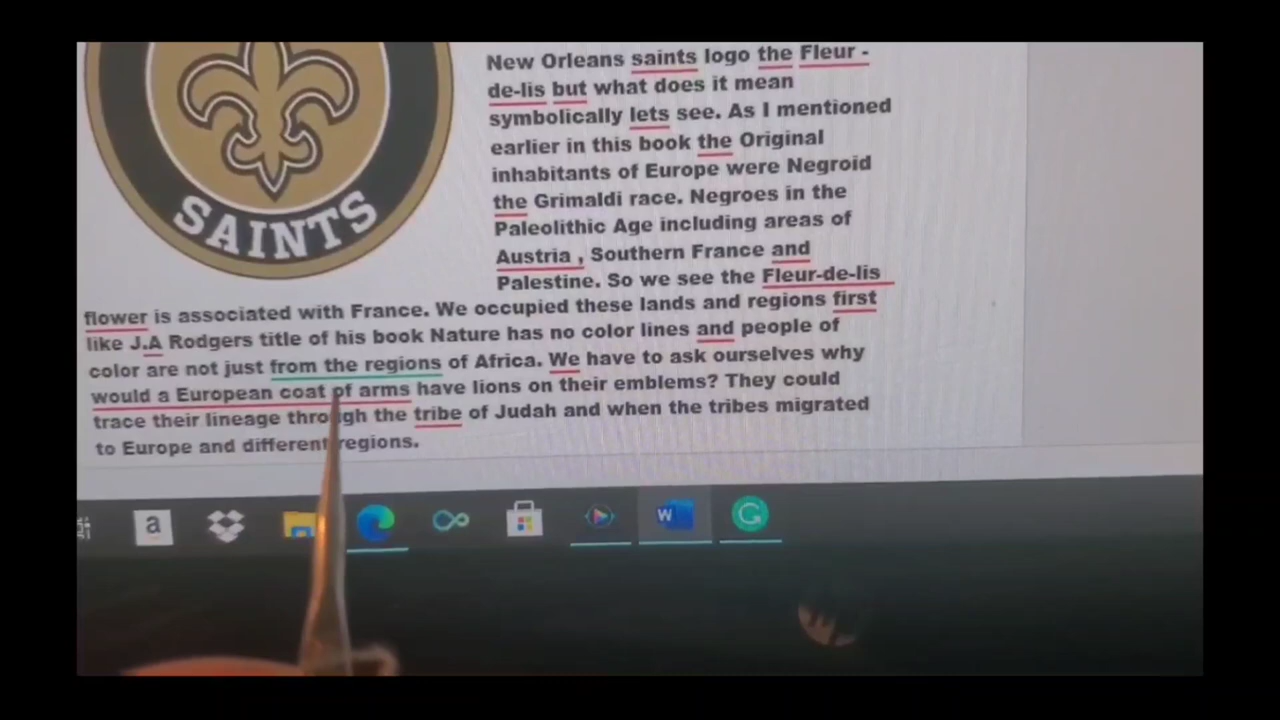 New Orleans saints logo the Fleur -
de-lis but what does it mean
symbolically lets see. As I mentioned
earlier in this book the Original
inhabitants of Europe were Negroid
the Grimaldi race. Negroes in the
Paleolithic Age including areas of
Austria , Southern France and
Palestine. So we see the Fleur-de-lis
flower is associated with France. We occupied these lands and regions first
like J.A Rodgers title of his book Nature has no color lines and people of
color are not just from the regions of Africa. We have to ask ourselves why
would a European coat of arms have lions on their emblems? They could
trace their lineage through the tribe of Judah and when the tribes migrated
to Europe and different regions.
SAINTS
a
W
G